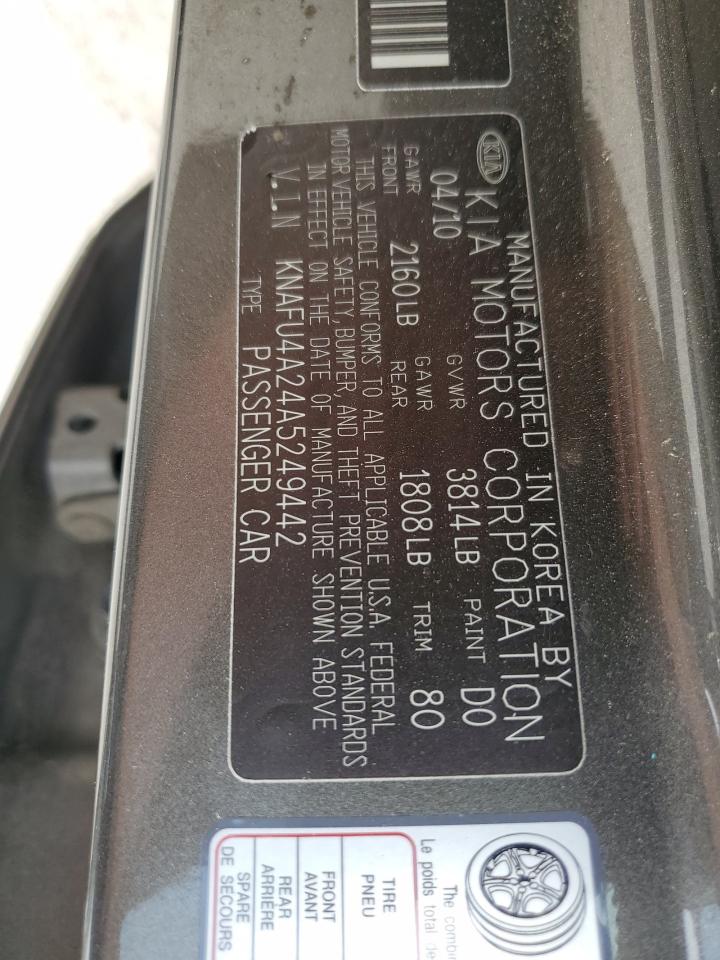 MANUFACTURED IN KOREA BY
KIA KIA MOTORS CORPORATION
04/10 GVWR 3814LB PAINT D0
GAWR FRONT 2160LB GAWR REAR 1808LB TRIM 80
THIS VEHICLE CONFORMS TO ALL APPLICABLE U.S.A. FEDERAL
MOTOR VEHICLE SAFETY, BUMPER, AND THEFT PREVENTION STANDARDS
IN EFFECT ON THE DATE OF MANUFACTURE SHOWN ABOVE
V.I.N KNAFU4A24A5249442
TYPE PASSENGER CAR
The
Le poids total
TIRE
PNEU
FRONT
AVANT
REAR
ARRIÈRE
SPARE
DE SECOURS